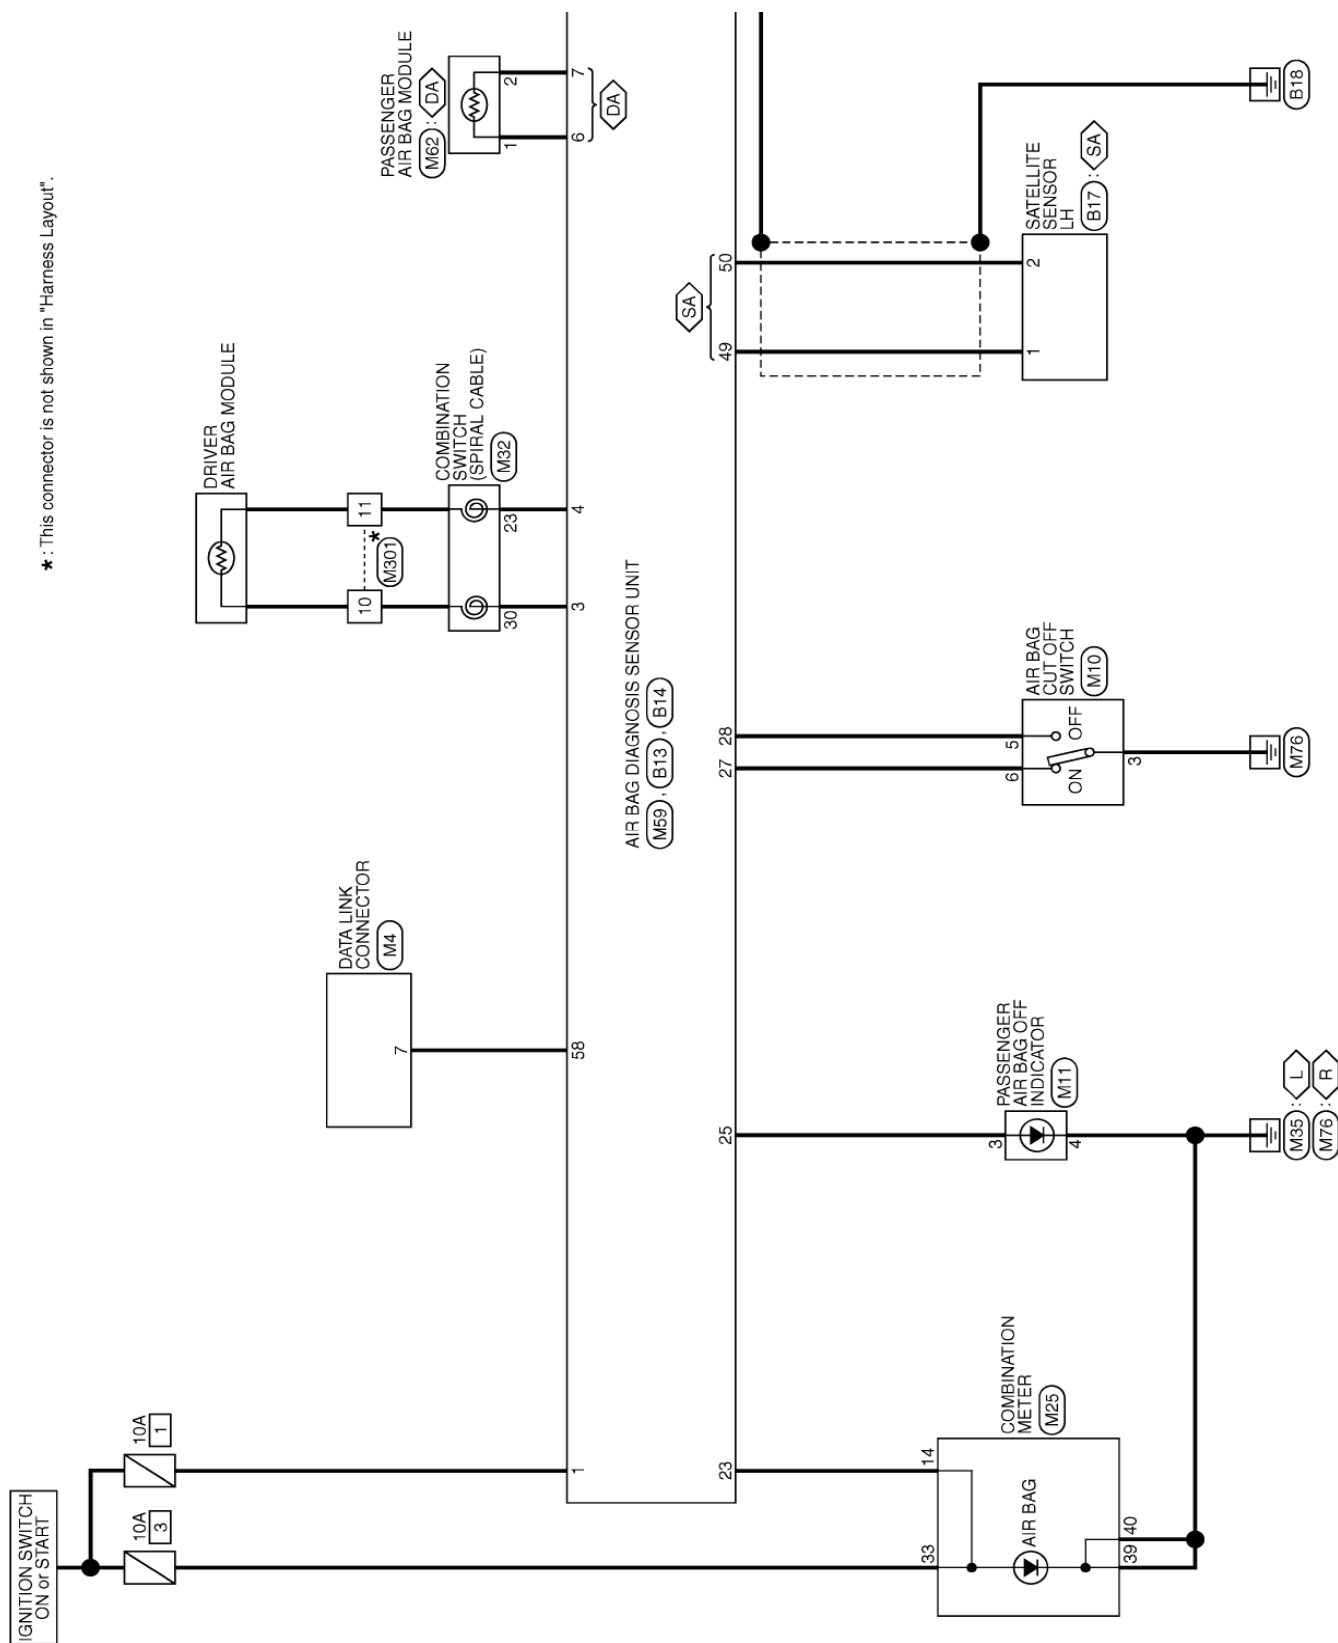 IGNITION SWITCH
ON or START
10A
3
10A
1
33
14
COMBINATION
METER
M25
AIR BAG
39
40
1
23
DATA LINK
CONNECTOR
M4
7
58
25
PASSENGER
AIR BAG OFF
INDICATOR
M11
3
4
M35 : L
M76 : R
AIR BAG DIAGNOSIS SENSOR UNIT
M59 , B13 , B14
27
28
6
5
ON
OFF
3
AIR BAG
CUT OFF
SWITCH
M10
M76
DRIVER
AIR BAG MODULE
10
11
*
M301
COMBINATION
SWITCH
(SPIRAL CABLE)
M32
30
23
3
4
49
50
SA
1
2
SATELLITE
SENSOR
LH
B17 : SA
B18
PASSENGER
AIR BAG MODULE
M62 : DA
1
2
6
7
DA
* : This connector is not shown in "Harness Layout".